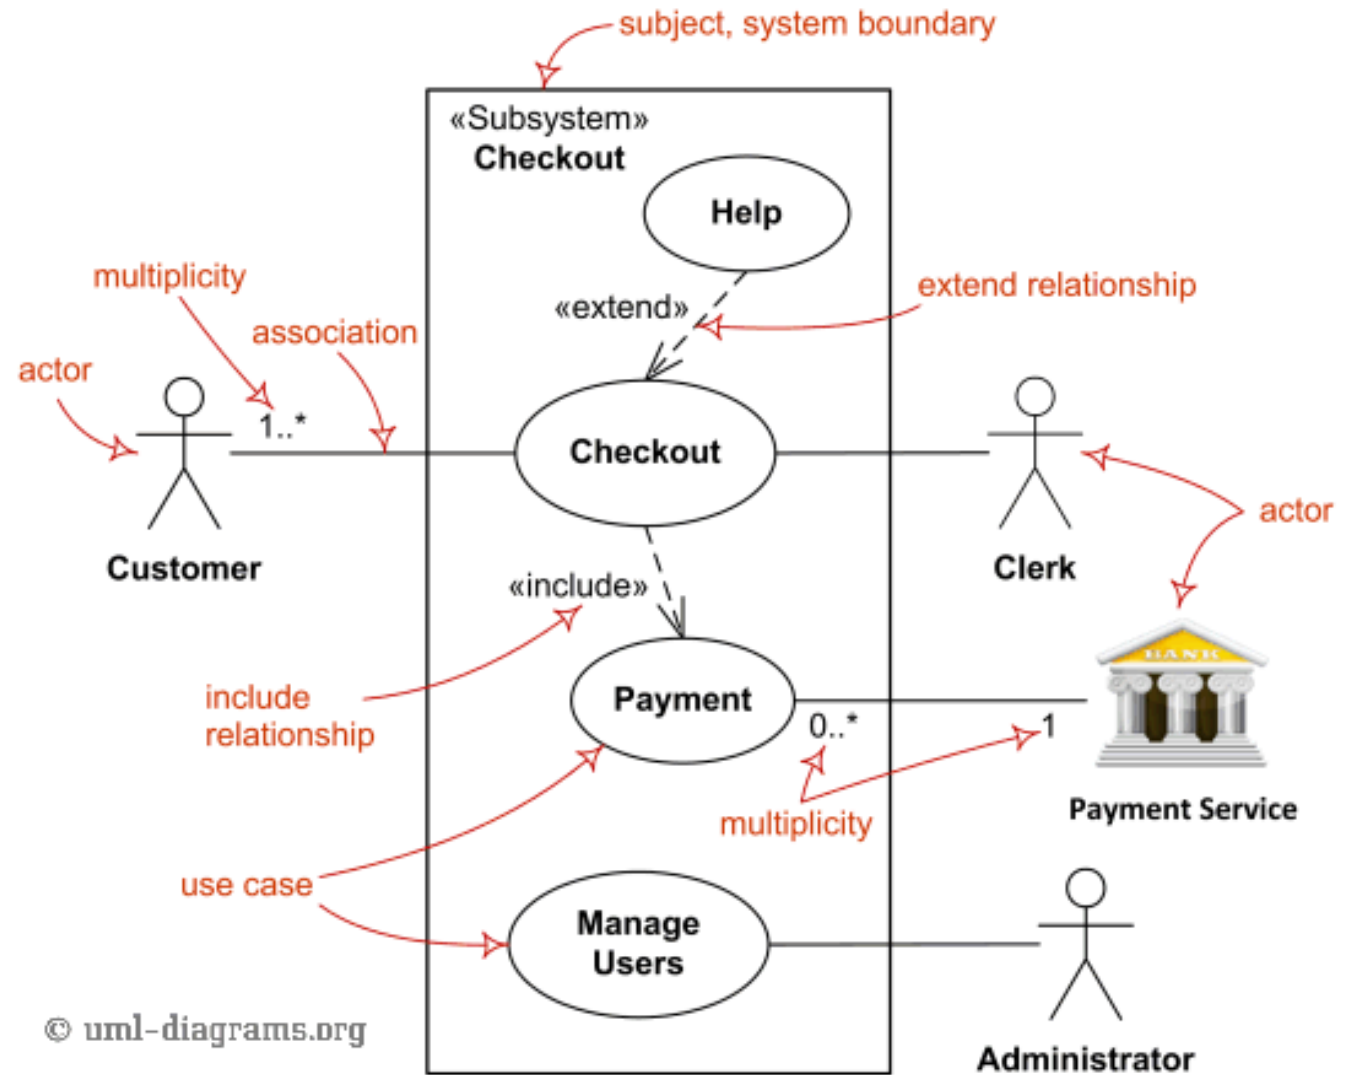 subject, system boundary
«Subsystem»
Checkout
Help
multiplicity
«extend»
extend relationship
association
actor
1..*
Checkout
actor
Customer
Clerk
«include»
BANK
include
relationship
Payment
0..*
1
multiplicity
Payment Service
use case
Manage
Users
© uml-diagrams.org
Administrator